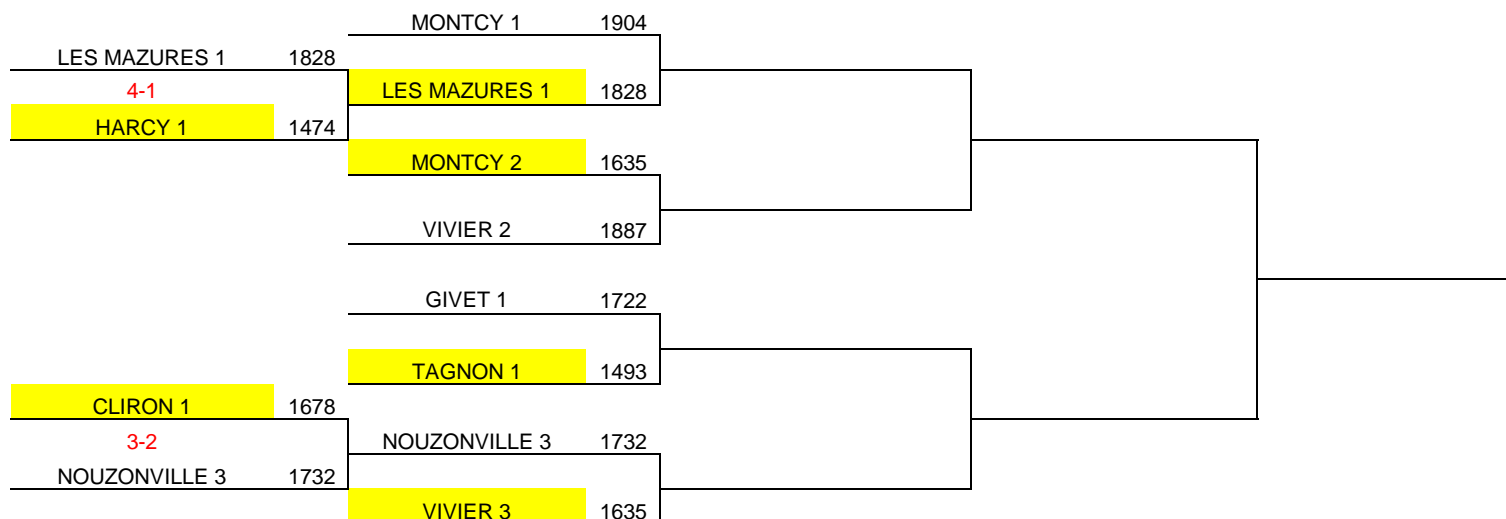 MONTCY 1 1904
LES MAZURES 1 1828
4-1
LES MAZURES 1 1828
HARCY 1 1474
MONTCY 2 1635
VIVIER 2 1887
GIVET 1 1722
TAGNON 1 1493
CLIRON 1 1678
3-2
NOUZONVILLE 3 1732
NOUZONVILLE 3 1732
VIVIER 3 1635